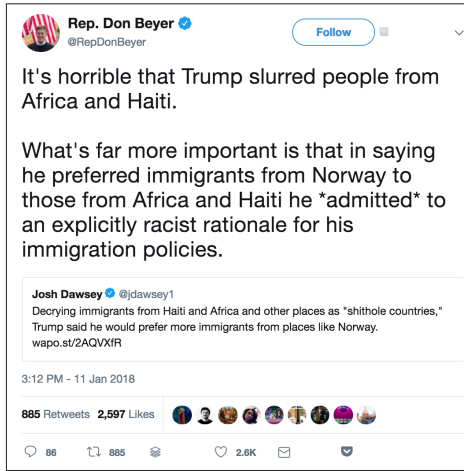 Rep. Don Beyer
@RepDonBeyer
Follow
It's horrible that Trump slurred people from
Africa and Haiti.
What's far more important is that in saying
he preferred immigrants from Norway to
those from Africa and Haiti he *admitted* to
an explicitly racist rationale for his
immigration policies.
Josh Dawsey @jdawsey1
Decrying immigrants from Haiti and Africa and other places as "shithole countries,"
Trump said he would prefer more immigrants from places like Norway.
wapo.st/2AQVXfR
3:12 PM - 11 Jan 2018
885 Retweets 2,597 Likes
86 885 2.6K